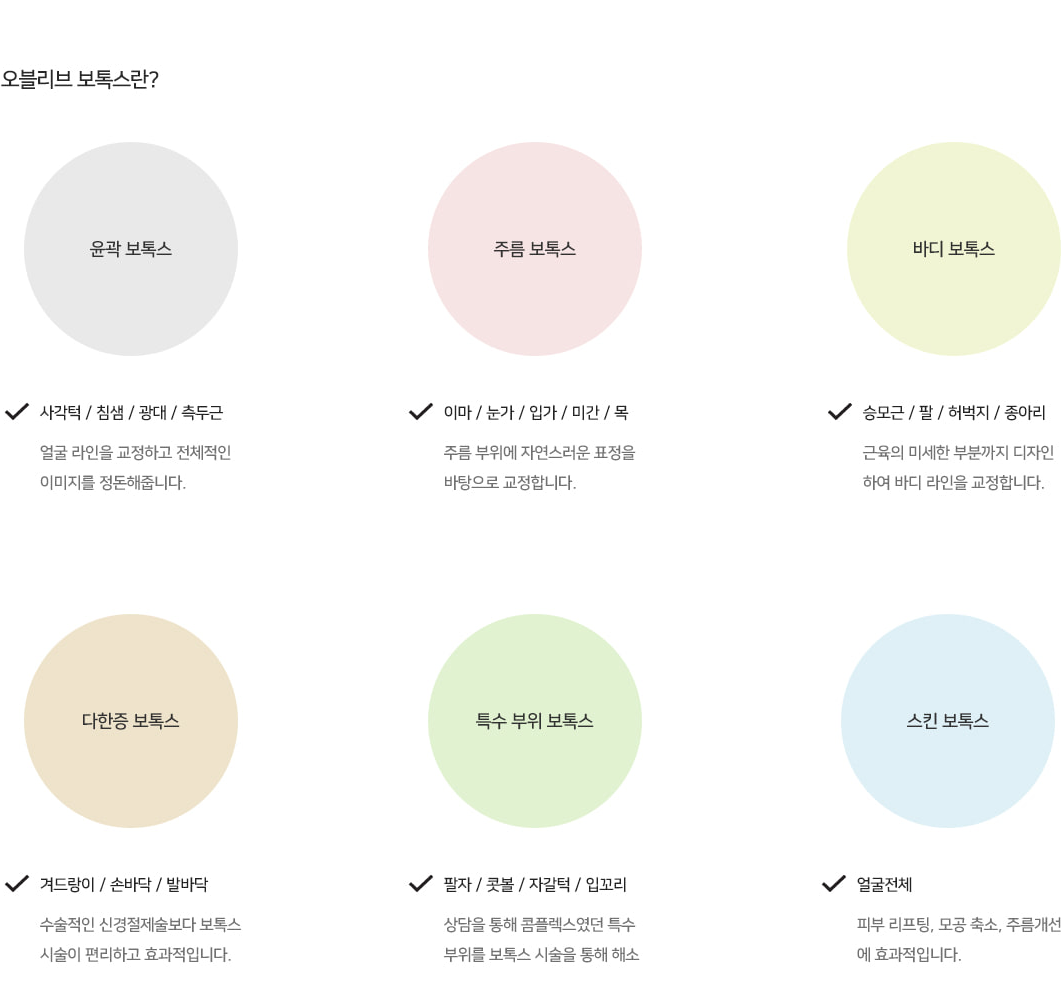 오블리브 보톡스란?
윤곽 보톡스
주름 보톡스
바디 보톡스
사각턱 / 침샘 / 광대 / 측두근
얼굴 라인을 교정하고 전체적인
이미지를 정돈해줍니다.
이마 / 눈가 / 입가 / 미간 / 목
주름 부위에 자연스러운 표정을
바탕으로 교정합니다.
승모근 / 팔 / 허벅지 / 종아리
근육의 미세한 부분까지 디자인
하여 바디 라인을 교정합니다.
다한증 보톡스
특수 부위 보톡스
스킨 보톡스
겨드랑이 / 손바닥 / 발바닥
수술적인 신경절제술보다 보톡스
시술이 편리하고 효과적입니다.
팔자 / 콧볼 / 자갈턱 / 입꼬리
상담을 통해 콤플렉스였던 특수
부위를 보톡스 시술을 통해 해소
얼굴전체
피부 리프팅, 모공 축소, 주름개선
에 효과적입니다.